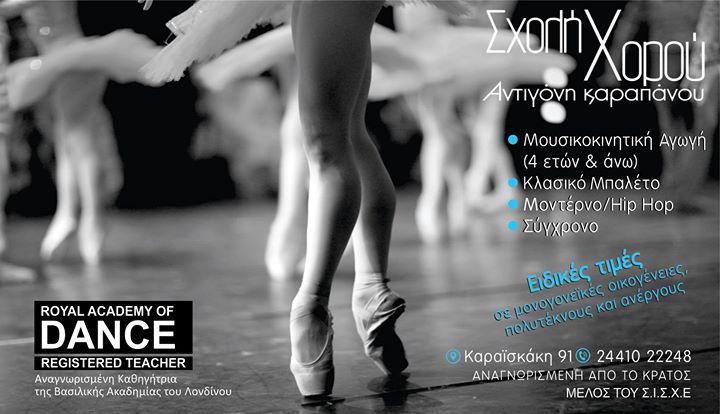 Σχολή Χορού
Αντιγόνη καραπάνου
Μουσικοκινητική Αγωγή
(4 ετών & άνω)
Κλασικό Μπαλέτο
Μοντέρνο/Hip Hop
Σύγχρονο
Ειδικές τιμές
σε μονογονεϊκές οικογένειες,
πολυτέκνους και ανέργους
ROYAL ACADEMY OF
DANCE
REGISTERED TEACHER
Αναγνωρισμένη Καθηγήτρια
της Βασιλικής Ακαδημίας του Λονδίνου
Καραϊσκάκη 91 24410 22248
ΑΝΑΓΝΩΡΙΣΜΕΝΗ ΑΠΟ ΤΟ ΚΡΑΤΟΣ
ΜΕΛΟΣ ΤΟΥ Σ.Ι.Σ.Χ.Ε